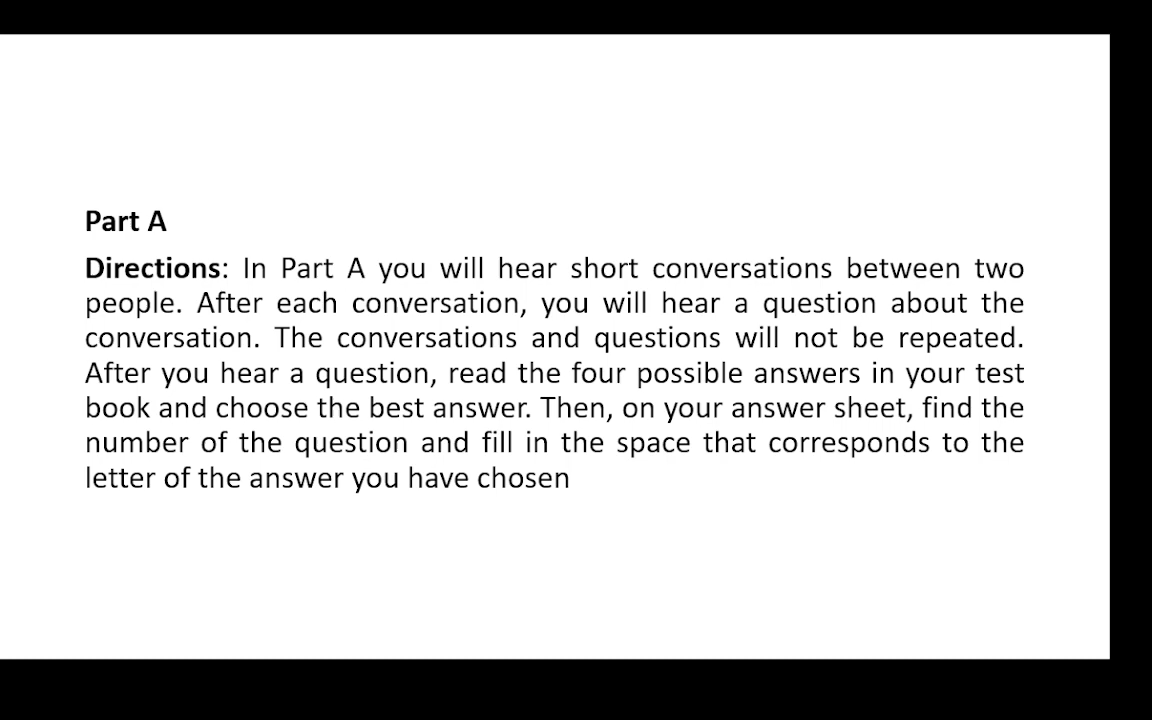 Part A
Directions: In Part A you will hear short conversations between two
people. After each conversation, you will hear a question about the
conversation. The conversations and questions will not be repeated.
After you hear a question, read the four possible answers in your test
book and choose the best answer. Then, on your answer sheet, find the
number of the question and fill in the space that corresponds to the
letter of the answer you have chosen